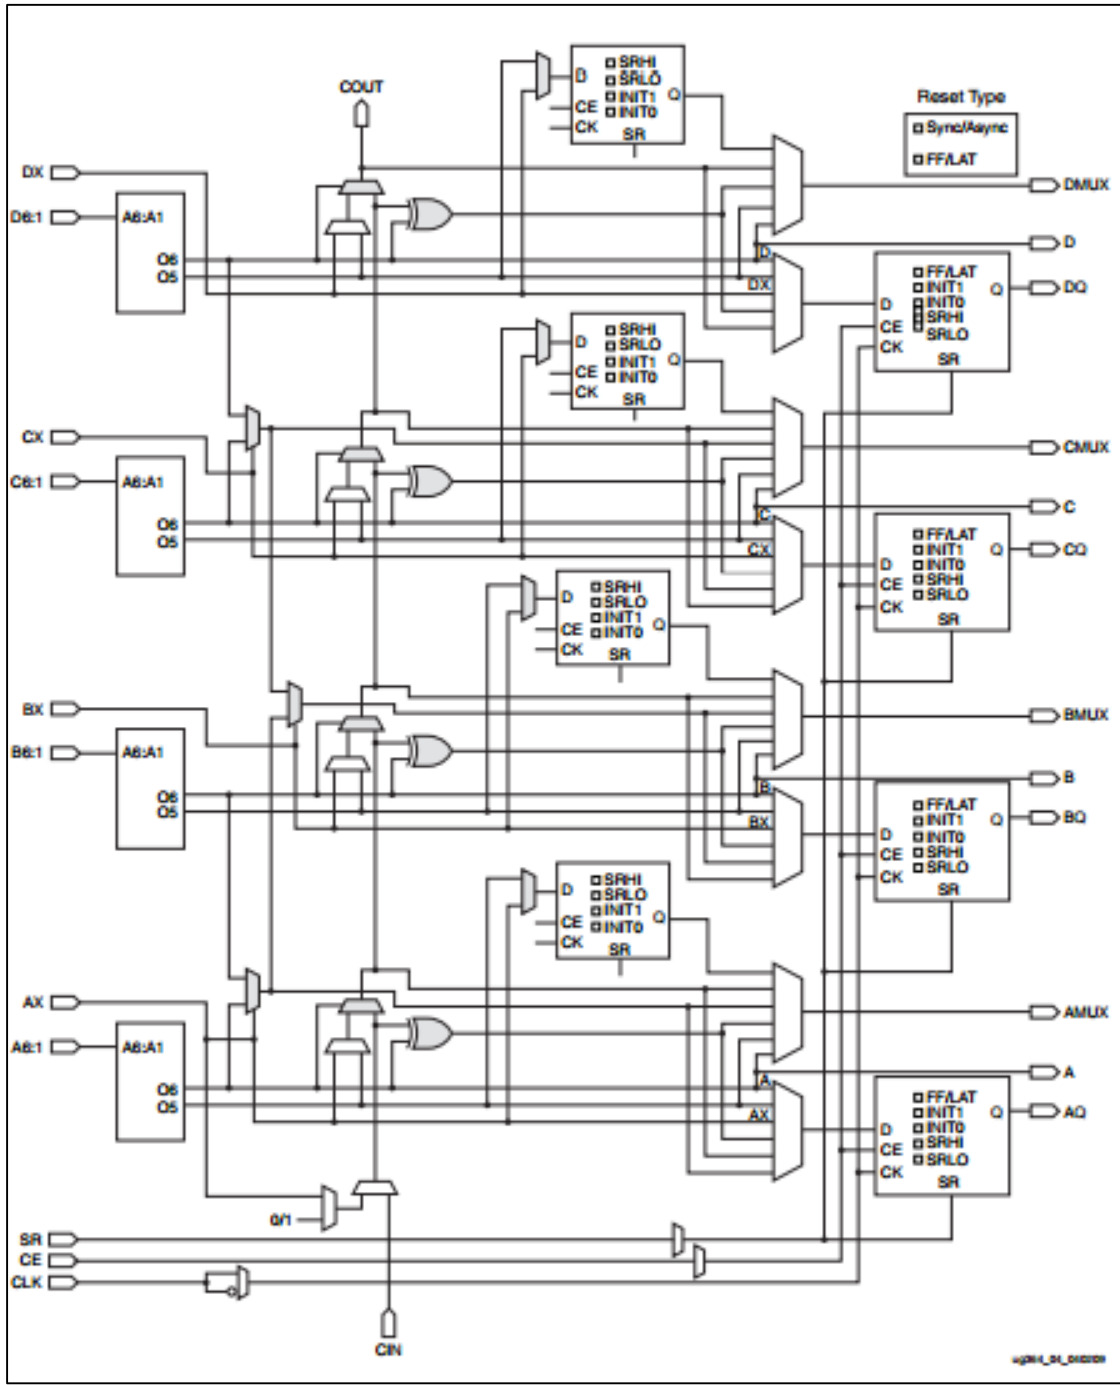 COUT
SRHI
D SRLO
INIT1 Q
CE INIT0
CK
SR
Reset Type
Sync/Async
FF/LAT
DX
D6:1
A6:A1
O6
O5
DMUX
D
D
DX
FF/LAT
INIT1 Q
D INIT0
SRHI
CE
SRLO
CK
SR
DQ
SRHI
D SRLO
INIT1 Q
CE INIT0
CK
SR
CX
C6:1
A6:A1
O6
O5
CMUX
C
C
CX
FF/LAT
INIT1 Q
D INIT0
CE SRHI
SRLO
CK
SR
CQ
SRHI
D SRLO
INIT1 Q
CE INIT0
CK
SR
BX
B6:1
A6:A1
O6
O5
BMUX
B
B
BX
FF/LAT
INIT1 Q
D INIT0
CE SRHI
SRLO
CK
SR
BQ
SRHI
D SRLO
INIT1 Q
CE INIT0
CK
SR
AX
A6:1
A6:A1
O6
O5
AMUX
A
A
AX
FF/LAT
INIT1 Q
D INIT0
CE SRHI
SRLO
CK
SR
AQ
0/1
SR
CE
CLK
CIN
ug364_04_040209